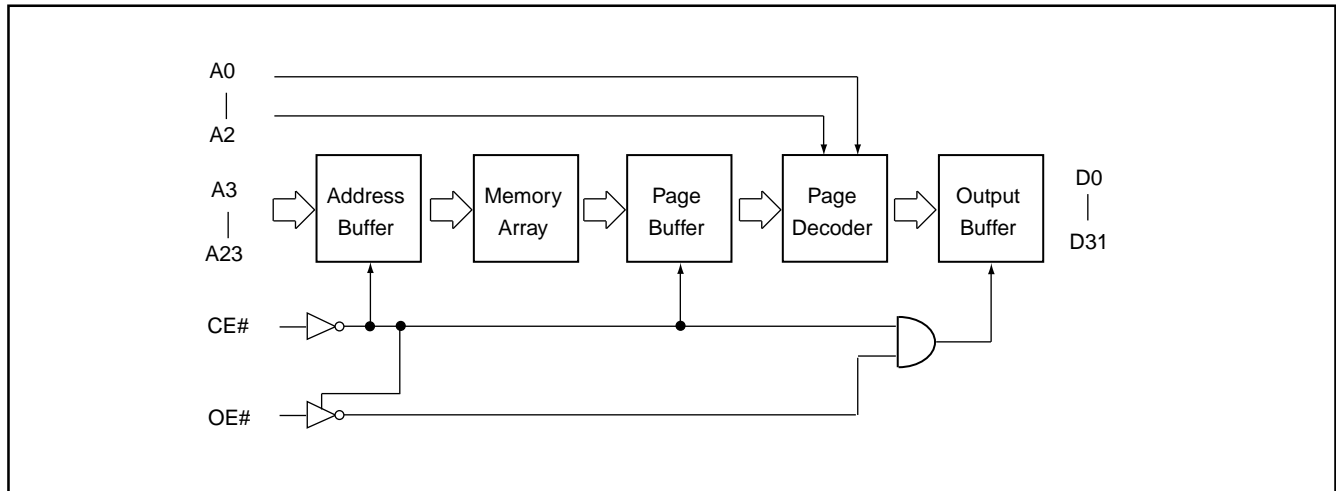 A0
A2
A3
A23
Address
Buffer
Memory
Array
Page
Buffer
Page
Decoder
Output
Buffer
D0
D31
CE#
OE#